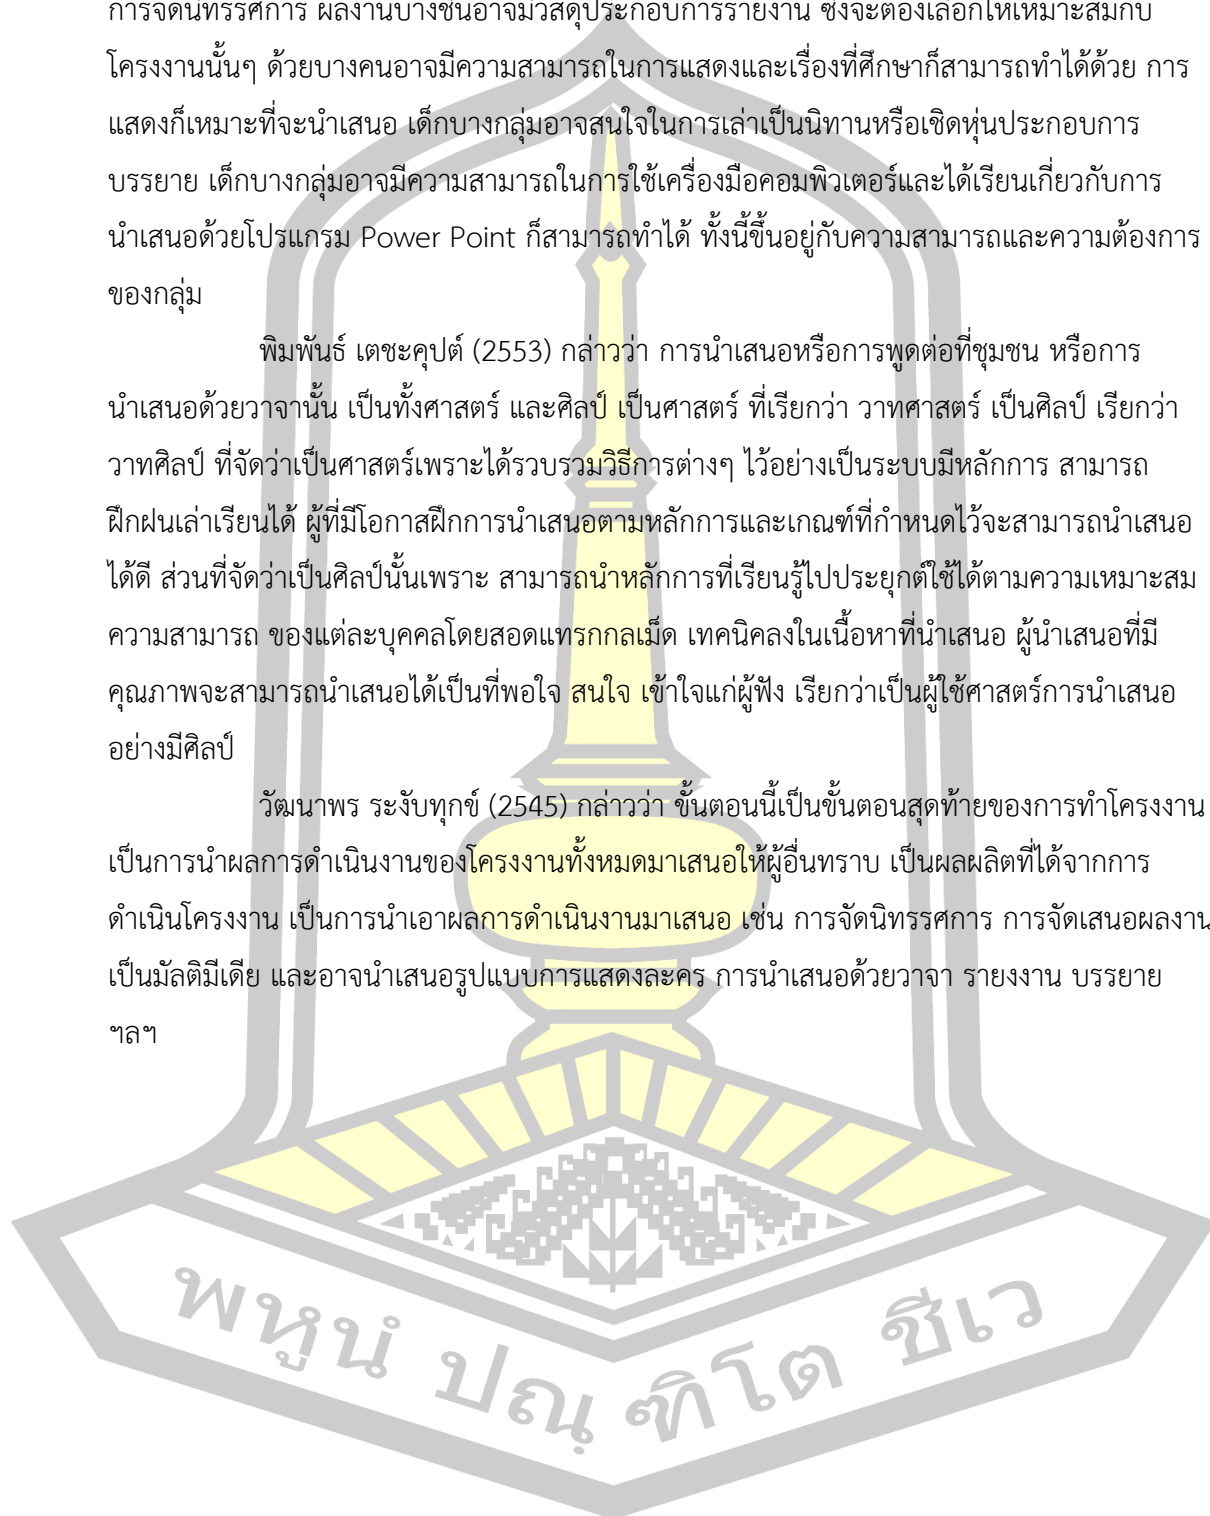 การจัดนิทรรศการ ผลงานบางชิ้นอาจมีวัสดุประกอบการรายงาน ซึ่งจะต้องเลือกให้เหมาะสมกับ
โครงงานนั้นๆ ด้วยบางคนอาจมีความสามารถในการแสดงและเรื่องที่ศึกษาก็สามารถทำได้ด้วย การ
แสดงก็เหมาะที่จะนำเสนอ เด็กบางกลุ่มอาจสนใจในการเล่าเป็นนิทานหรือเชิดหุ่นประกอบการ
บรรยาย เด็กบางกลุ่มอาจมีความสามารถในการใช้เครื่องมือคอมพิวเตอร์และได้เรียนเกี่ยวกับการ
นำเสนอด้วยโปรแกรม Power Point ก็สามารถทำได้ ทั้งนี้ขึ้นอยู่กับความสามารถและความต้องการ
ของกลุ่ม
พิมพันธ์ เตชะคุปต์ (2553) กล่าวว่า การนำเสนอหรือการพูดต่อที่ชุมชน หรือการ
นำเสนอด้วยวาจานั้น เป็นทั้งศาสตร์ และศิลป์ เป็นศาสตร์ ที่เรียกว่า วาทศาสตร์ เป็นศิลป์ เรียกว่า
วาทศิลป์ ที่จัดว่าเป็นศาสตร์เพราะได้รวบรวมวิธีการต่างๆ ไว้อย่างเป็นระบบมีหลักการ สามารถ
ฝึกฝนเล่าเรียนได้ ผู้ที่มีโอกาสฝึกการนำเสนอตามหลักการและเกณฑ์ที่กำหนดไว้จะสามารถนำเสนอ
ได้ดี ส่วนที่จัดว่าเป็นศิลป์นั้นเพราะ สามารถนำหลักการที่เรียนรู้ไปประยุกต์ใช้ได้ตามความเหมาะสม
ความสามารถ ของแต่ละบุคคลโดยสอดแทรกกลเม็ด เทคนิคลงในเนื้อหาที่นำเสนอ ผู้นำเสนอที่มี
คุณภาพจะสามารถนำเสนอได้เป็นที่พอใจ สนใจ เข้าใจแก่ผู้ฟัง เรียกว่าเป็นผู้ใช้ศาสตร์การนำเสนอ
อย่างมีศิลป์
วัฒนาพร ระงับทุกข์ (2545) กล่าวว่า ขั้นตอนนี้เป็นขั้นตอนสุดท้ายของการทำโครงงาน
เป็นการนำผลการดำเนินงานของโครงงานทั้งหมดมาเสนอให้ผู้อื่นทราบ เป็นผลผลิตที่ได้จากการ
ดำเนินโครงงาน เป็นการนำเอาผลการดำเนินงานมาเสนอ เช่น การจัดนิทรรศการ การจัดเสนอผลงาน
เป็นมัลติมีเดีย และอาจนำเสนอรูปแบบการแสดงละคร การนำเสนอด้วยวาจา รายงงาน บรรยาย
ฯลฯ
พหูนํ ปณฺฑิโต ชีเว